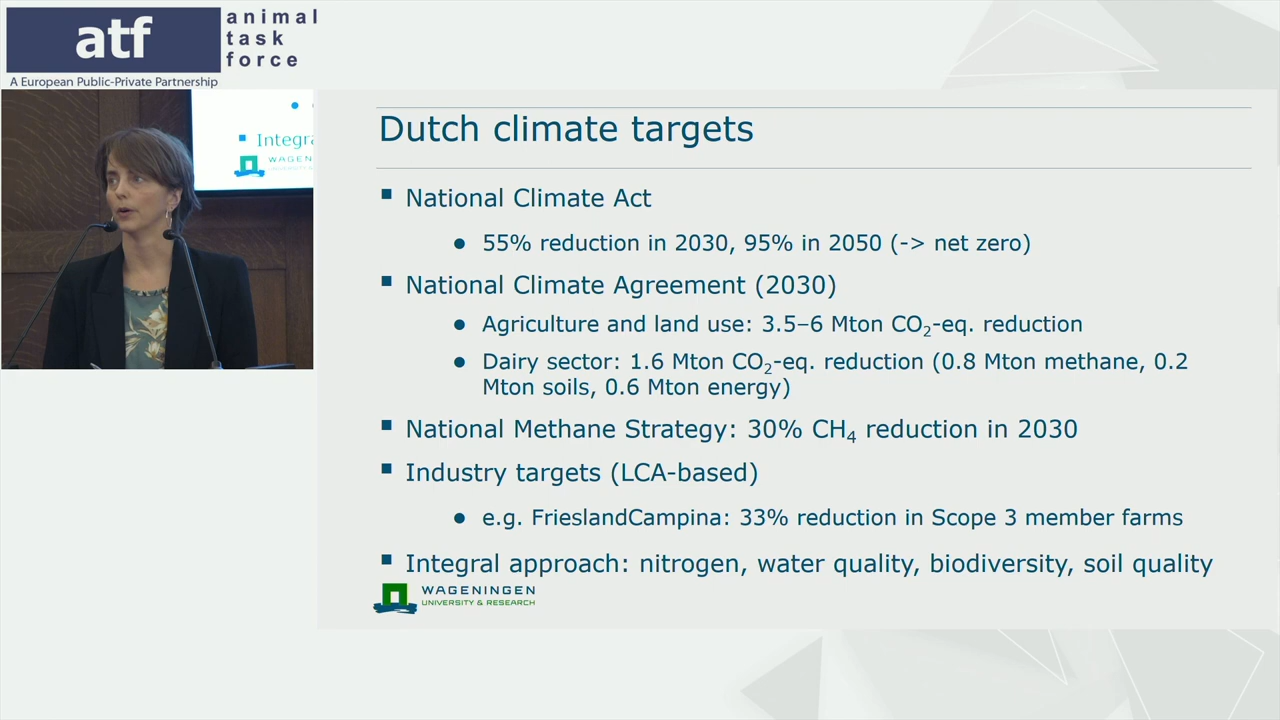 atf
animal
task
force
A European Public-Private Partnership
Integra
WAGENING
Dutch climate targets
▪ National Climate Act
● 55% reduction in 2030, 95% in 2050 (-> net zero)
▪ National Climate Agreement (2030)
● Agriculture and land use: 3.5–6 Mton CO₂-eq. reduction
● Dairy sector: 1.6 Mton CO₂-eq. reduction (0.8 Mton methane, 0.2
Mton soils, 0.6 Mton energy)
▪ National Methane Strategy: 30% CH₄ reduction in 2030
▪ Industry targets (LCA-based)
● e.g. FrieslandCampina: 33% reduction in Scope 3 member farms
▪ Integral approach: nitrogen, water quality, biodiversity, soil quality
WAGENINGEN
UNIVERSITY & RESEARCH